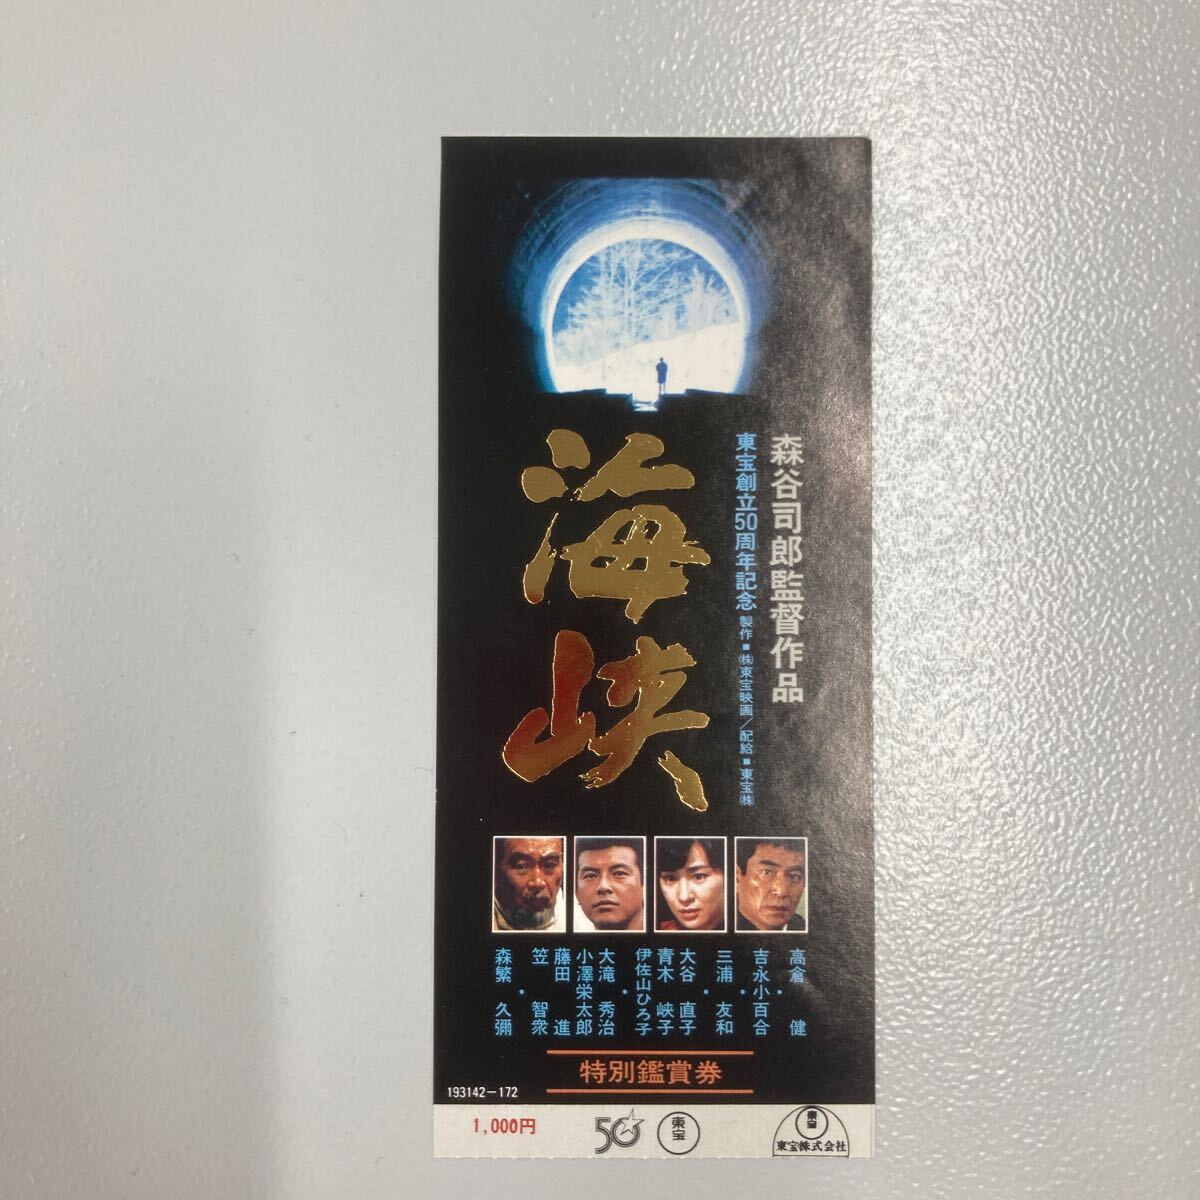 森谷司郎監督作品
東宝創立50周年記念 製作■㈱東宝映画/配給■東宝㈱
海峡
高倉 健・
吉永小百合・
三浦 友和・
大谷 直子
青木 峡子
伊佐山ひろ子・
大滝 秀治
小澤栄太郎
藤田 進
笠 智衆・
森繁 久彌
特別鑑賞券
193142-172
1,000円
50
東宝
東宝
東宝株式会社